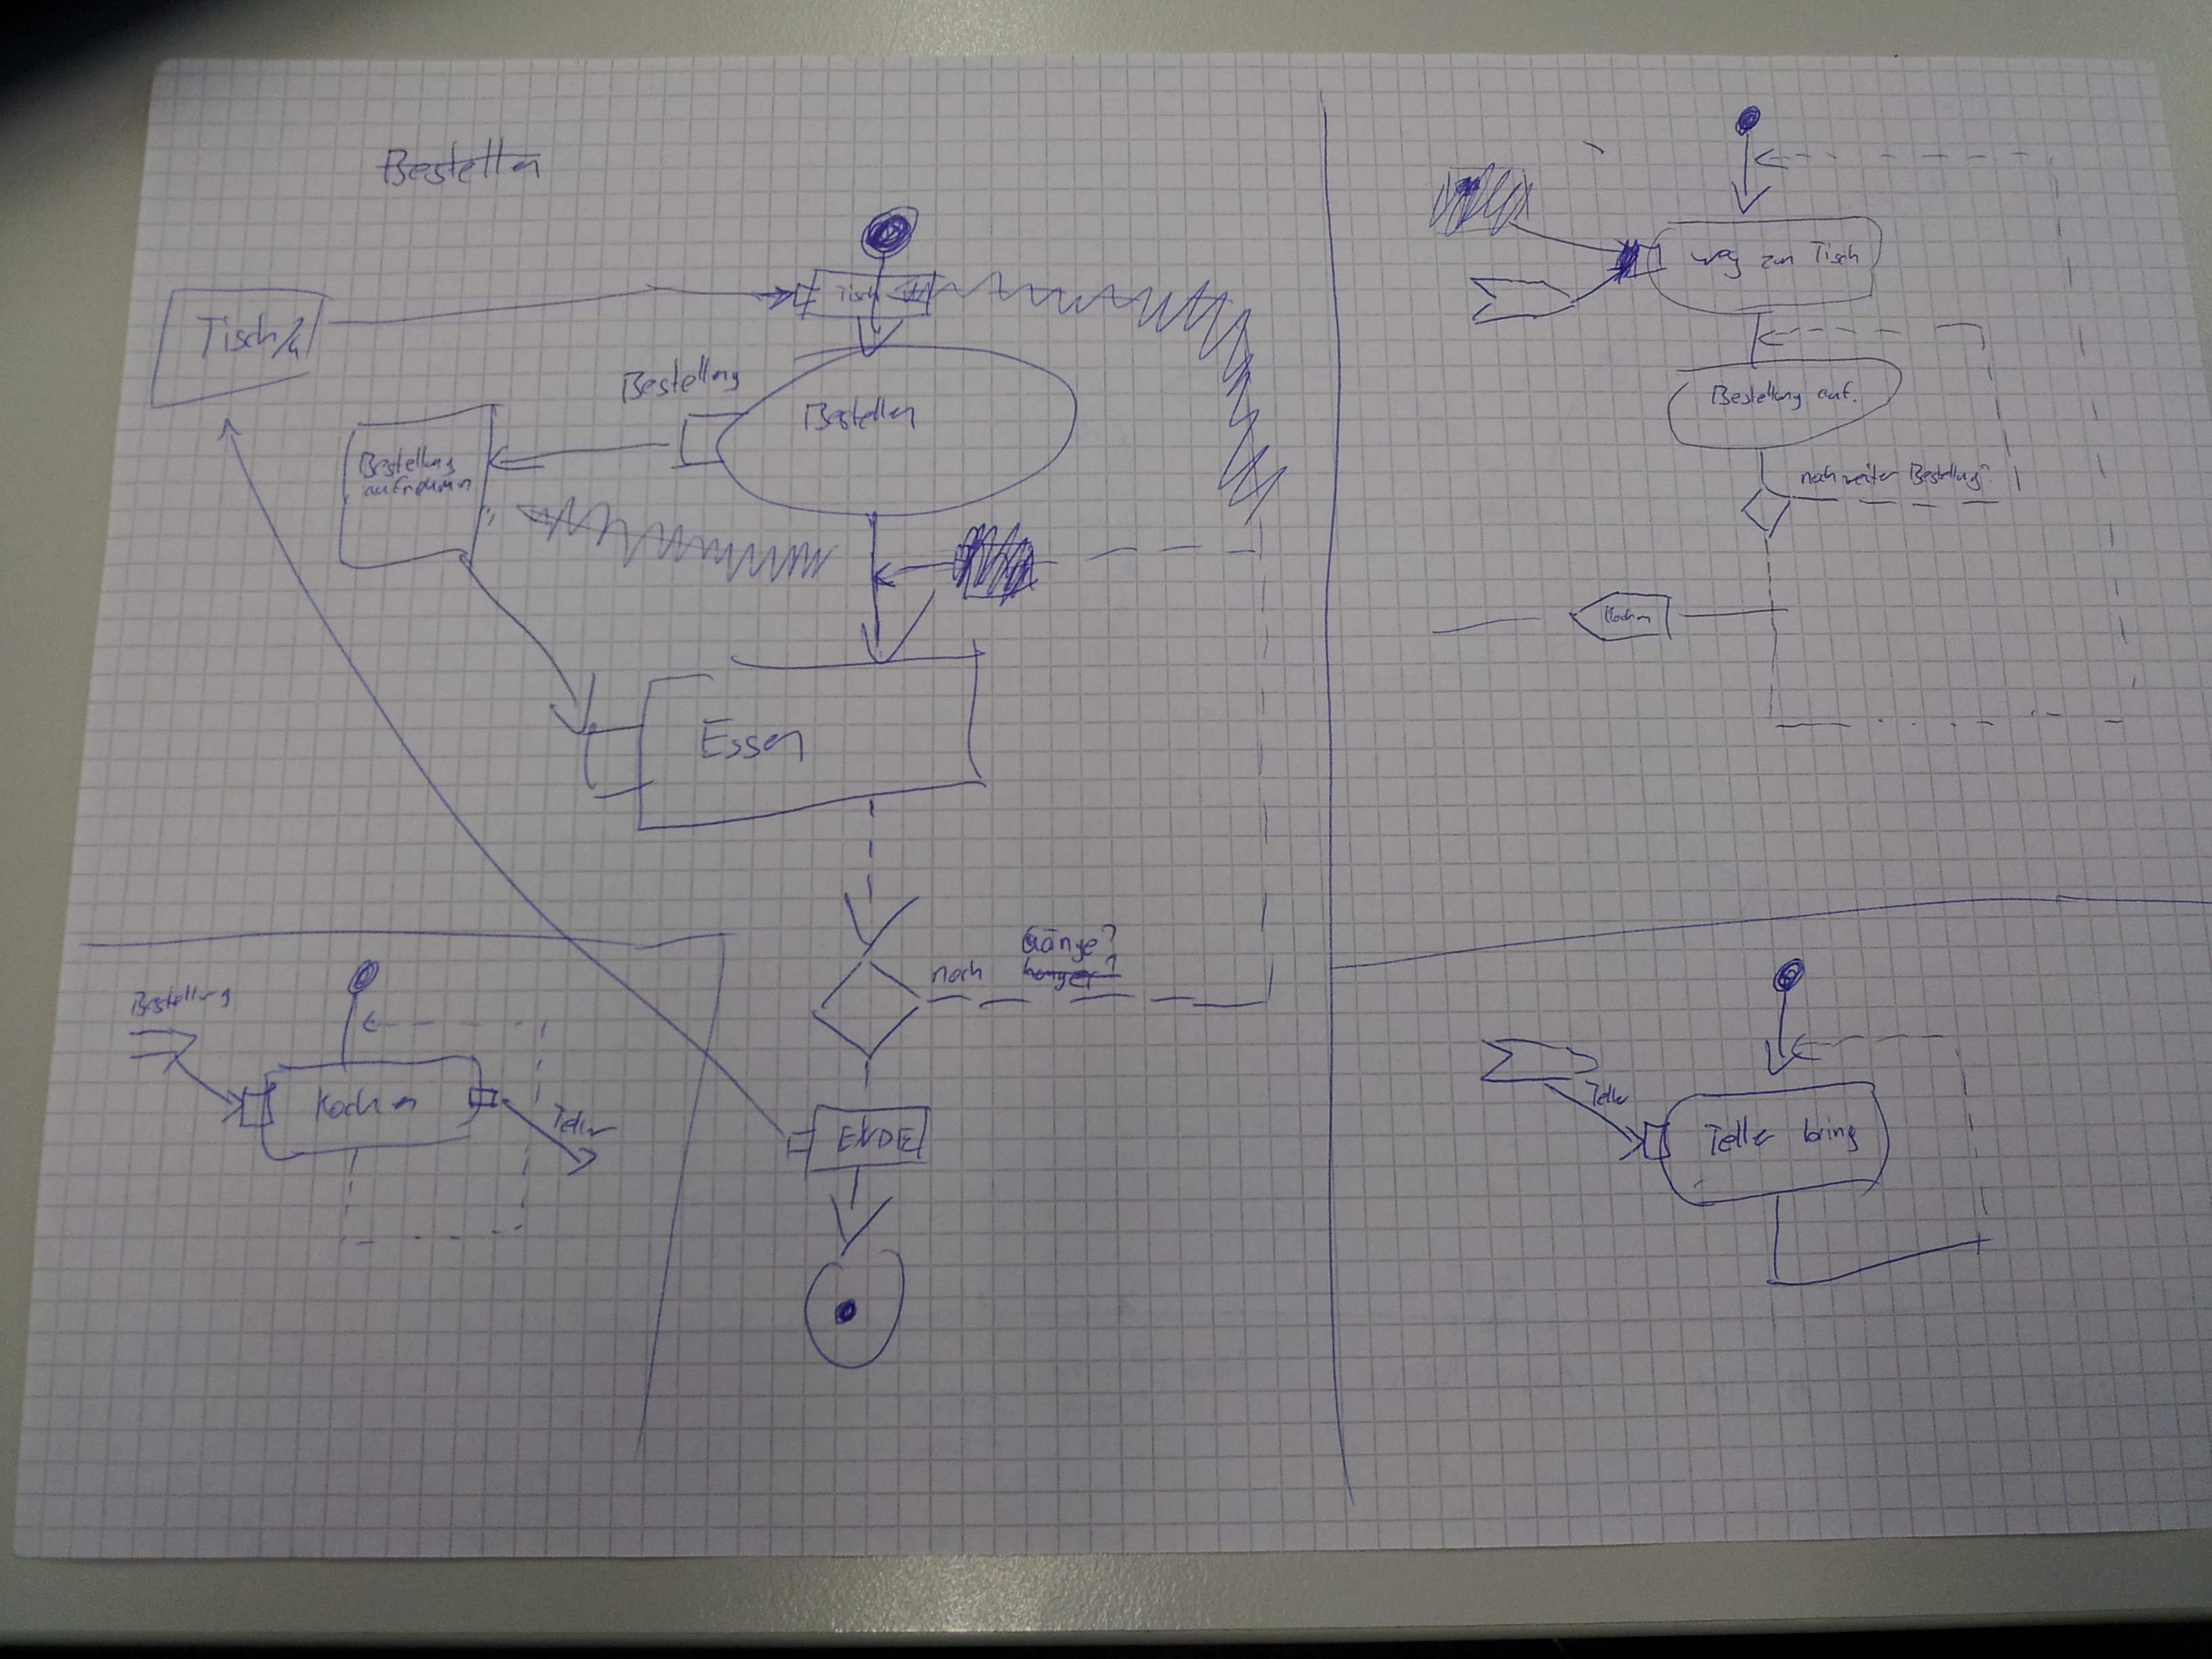 Bestellen
Tisch
Tisch/4
Bestellung
Bestellen
Bestellung
aufnehmen
Essen
noch Gänge?
hunger?
ENDE
Bestellung
Kochen
Teller
weg zum Tisch
Bestellung auf.
noch weiter Bestellung?
Kochen
Teller
Teller bring